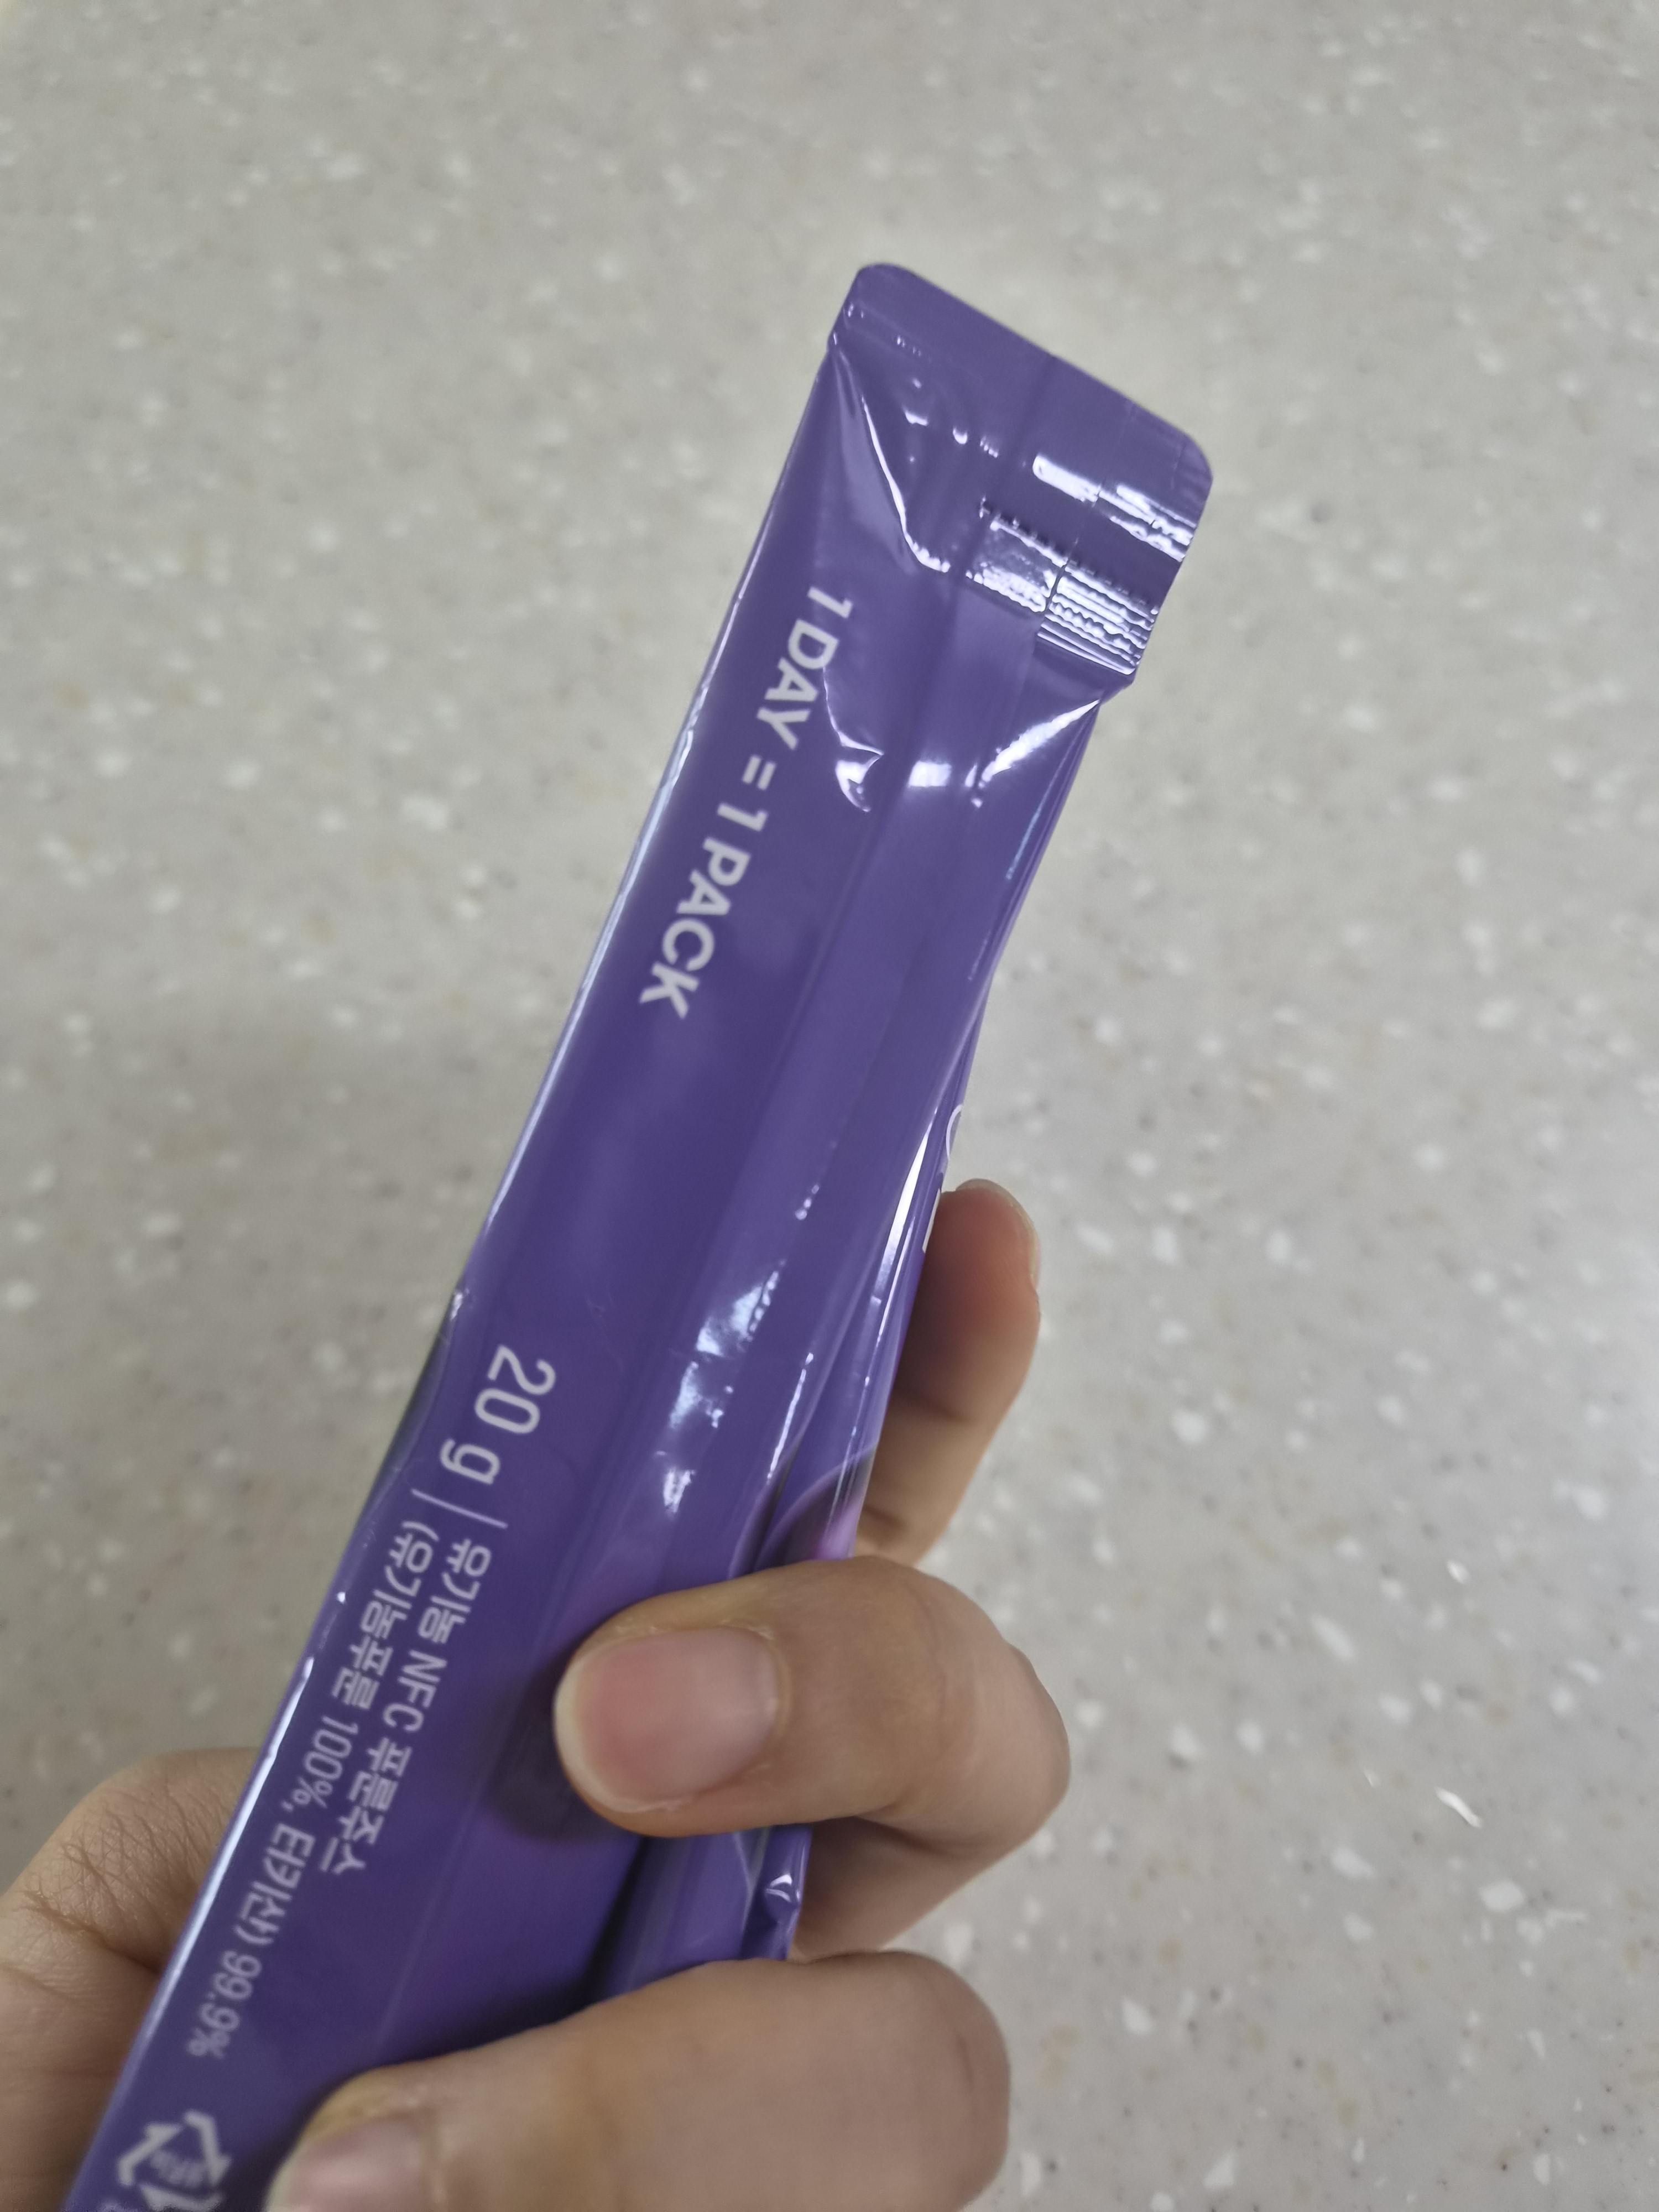 1 DAY = 1 PACK
20 g
유기농 NFC 푸룬주스
(유기농푸룬 100%, 터키산) 99.9%